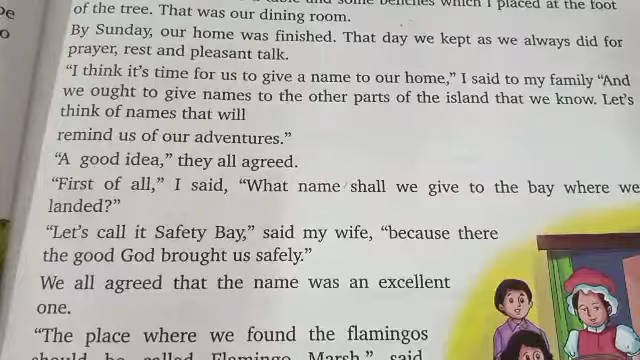 of the tree. That was our dining room.
By Sunday, our home was finished. That day we kept as we always did for
prayer, rest and pleasant talk.
“I think it’s time for us to give a name to our home,” I said to my family “And
we ought to give names to the other parts of the island that we know. Let’s
think of names that will
remind us of our adventures.”
“A good idea,” they all agreed.
“First of all,” I said, “What name shall we give to the bay where we
landed?”
“Let’s call it Safety Bay,” said my wife, “because there
the good God brought us safely.”
We all agreed that the name was an excellent
one.
“The place where we found the flamingos
should be called Flamingo Marsh,” said